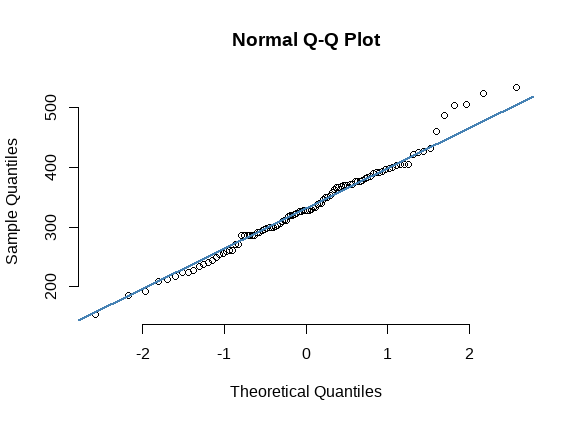 Normal Q-Q Plot
500
400
300
200
Sample Quantiles
-2 -1 0 1 2
Theoretical Quantiles